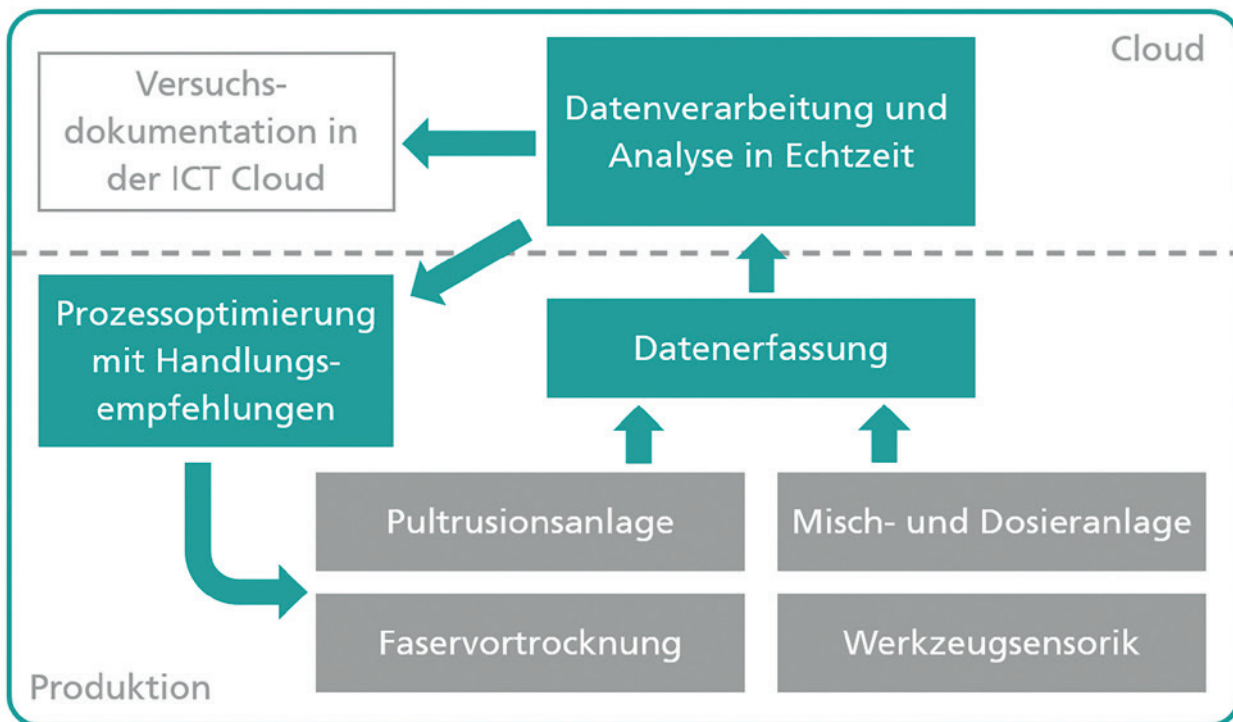 Cloud
Versuchs-
dokumentation in
der ICT Cloud
Datenverarbeitung und
Analyse in Echtzeit
Prozessoptimierung
mit Handlungs-
empfehlungen
Datenerfassung
Pultrusionsanlage
Misch- und Dosieranlage
Faservortrocknung
Werkzeugsensorik
Produktion